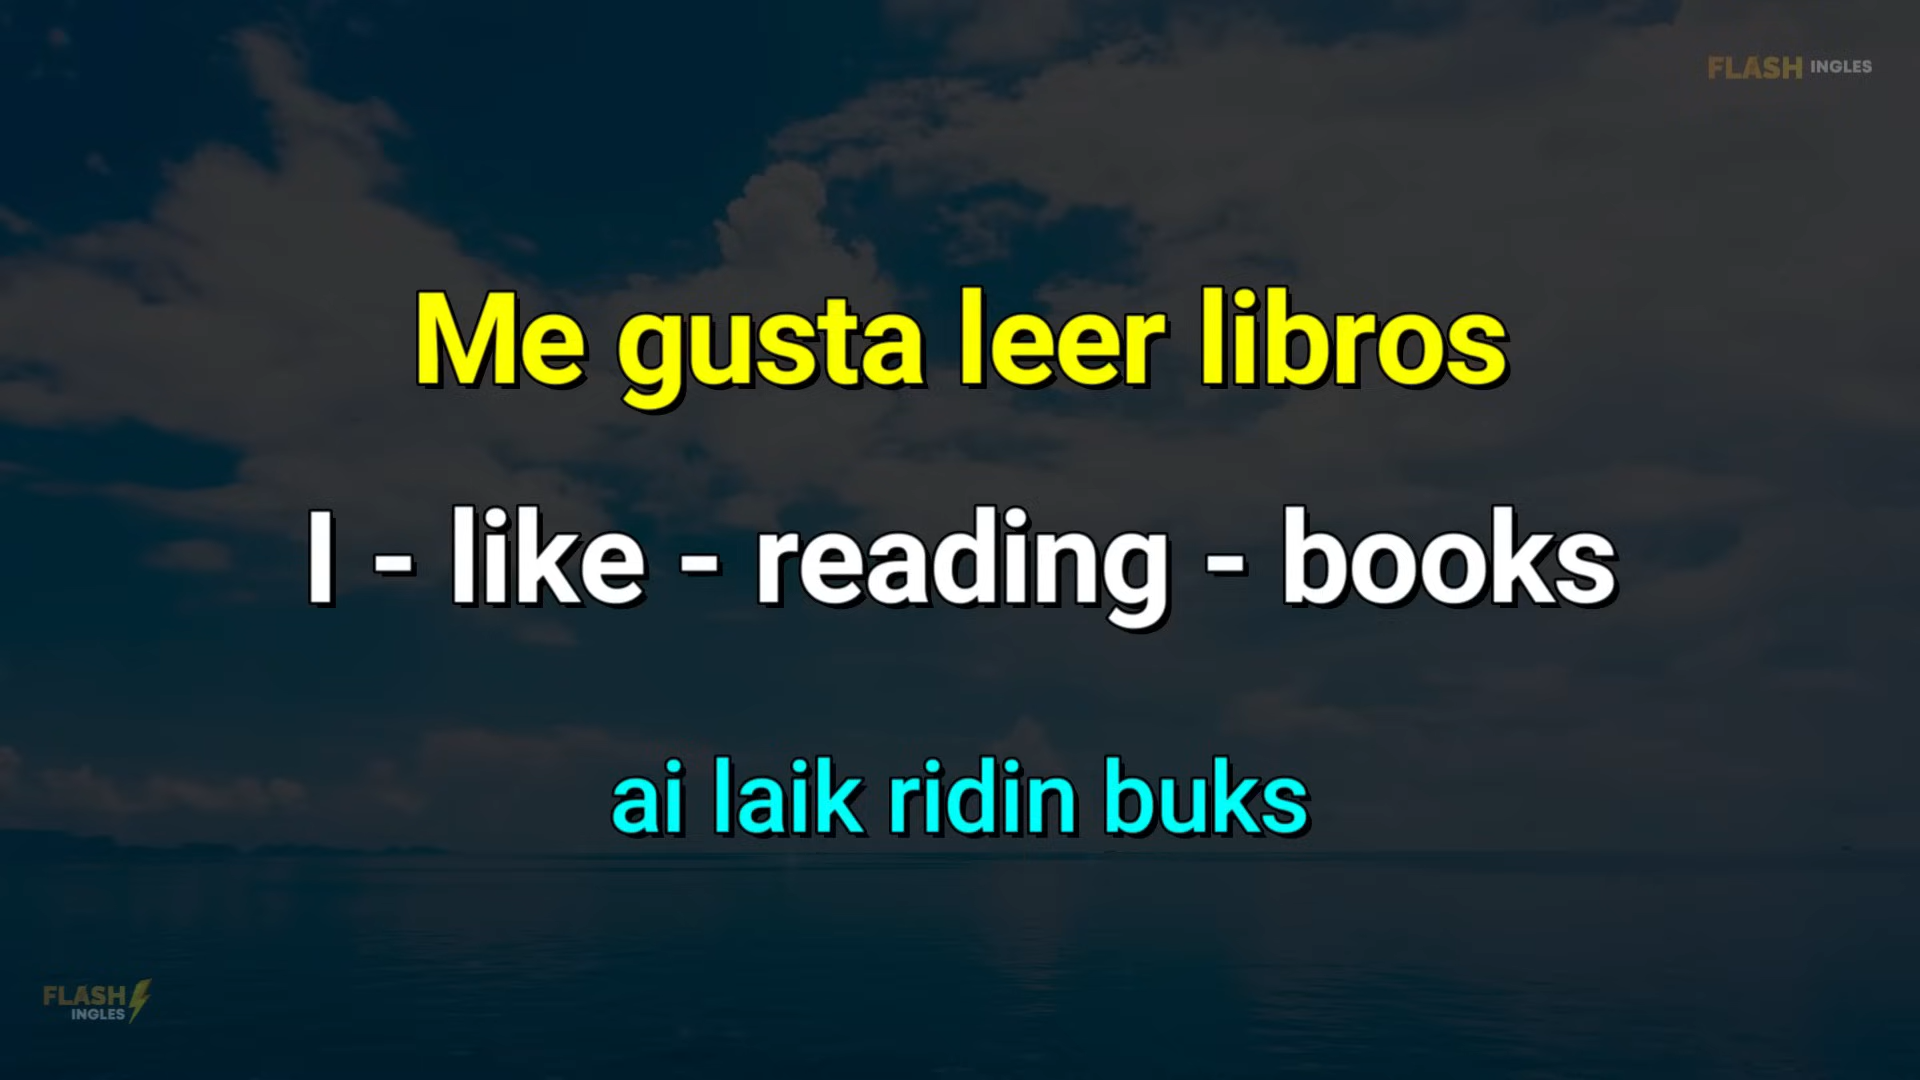 FLASH INGLES
Me gusta leer libros
I - like - reading - books
ai laik ridin buks
FLASH
INGLES